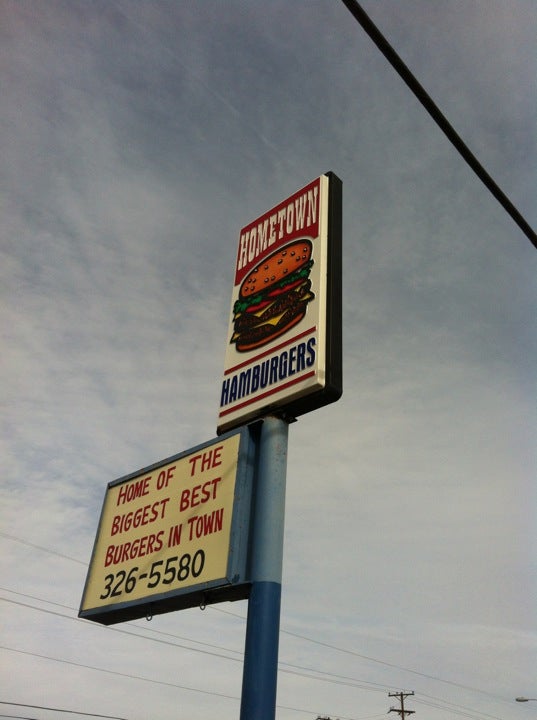 HOMETOWN
HAMBURGERS
HOME OF THE
BIGGEST BEST
BURGERS IN TOWN
326-5580